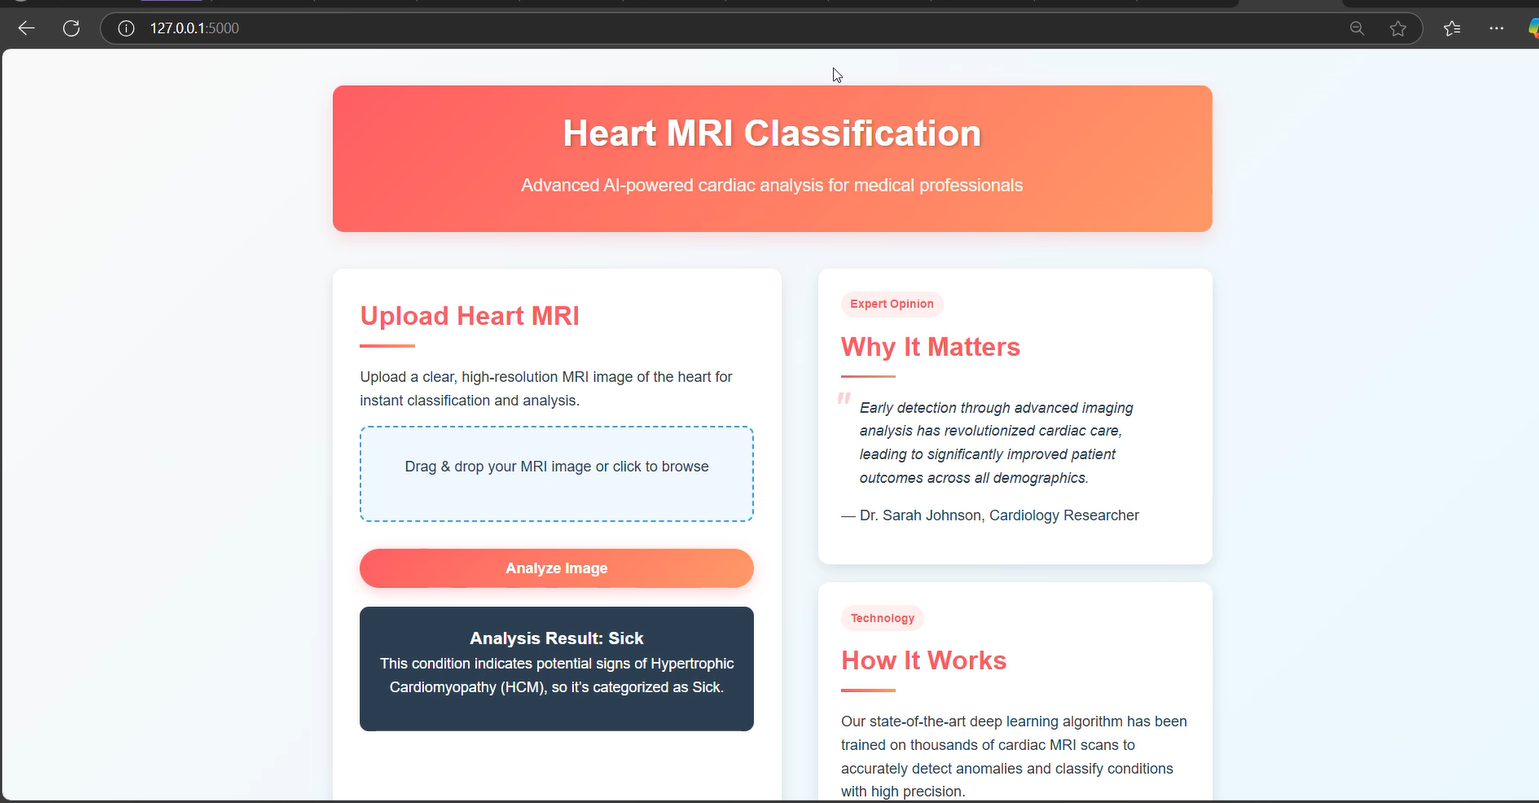 127.0.0.1:5000
Heart MRI Classification
Advanced AI-powered cardiac analysis for medical professionals
Upload Heart MRI
Upload a clear, high-resolution MRI image of the heart for
instant classification and analysis.
Drag & drop your MRI image or click to browse
Analyze Image
Analysis Result: Sick
This condition indicates potential signs of Hypertrophic
Cardiomyopathy (HCM), so it's categorized as Sick.
Expert Opinion
Why It Matters
"
Early detection through advanced imaging
analysis has revolutionized cardiac care,
leading to significantly improved patient
outcomes across all demographics.
— Dr. Sarah Johnson, Cardiology Researcher
Technology
How It Works
Our state-of-the-art deep learning algorithm has been
trained on thousands of cardiac MRI scans to
accurately detect anomalies and classify conditions
with high precision.